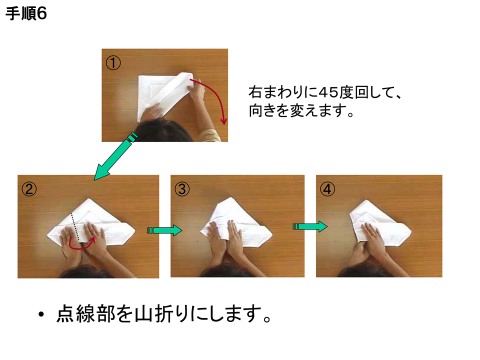 手順6
①
右まわりに45度回して、
向きを変えます。
②
③
④
• 点線部を山折りにします。